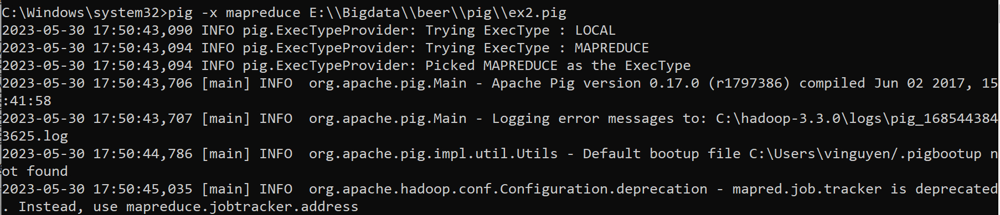 C:\Windows\system32>pig -x mapreduce E:\\Bigdata\\beer\\pig\\ex2.pig
2023-05-30 17:50:43,090 INFO pig.ExecTypeProvider: Trying ExecType : LOCAL
2023-05-30 17:50:43,094 INFO pig.ExecTypeProvider: Trying ExecType : MAPREDUCE
2023-05-30 17:50:43,094 INFO pig.ExecTypeProvider: Picked MAPREDUCE as the ExecType
2023-05-30 17:50:43,706 [main] INFO  org.apache.pig.Main - Apache Pig version 0.17.0 (r1797386) compiled Jun 02 2017, 15
:41:58
2023-05-30 17:50:43,707 [main] INFO  org.apache.pig.Main - Logging error messages to: C:\hadoop-3.3.0\logs\pig_168544384
3625.log
2023-05-30 17:50:44,786 [main] INFO  org.apache.pig.impl.util.Utils - Default bootup file C:\Users\vinguyen/.pigbootup n
ot found
2023-05-30 17:50:45,035 [main] INFO  org.apache.hadoop.conf.Configuration.deprecation - mapred.job.tracker is deprecated
. Instead, use mapreduce.jobtracker.address